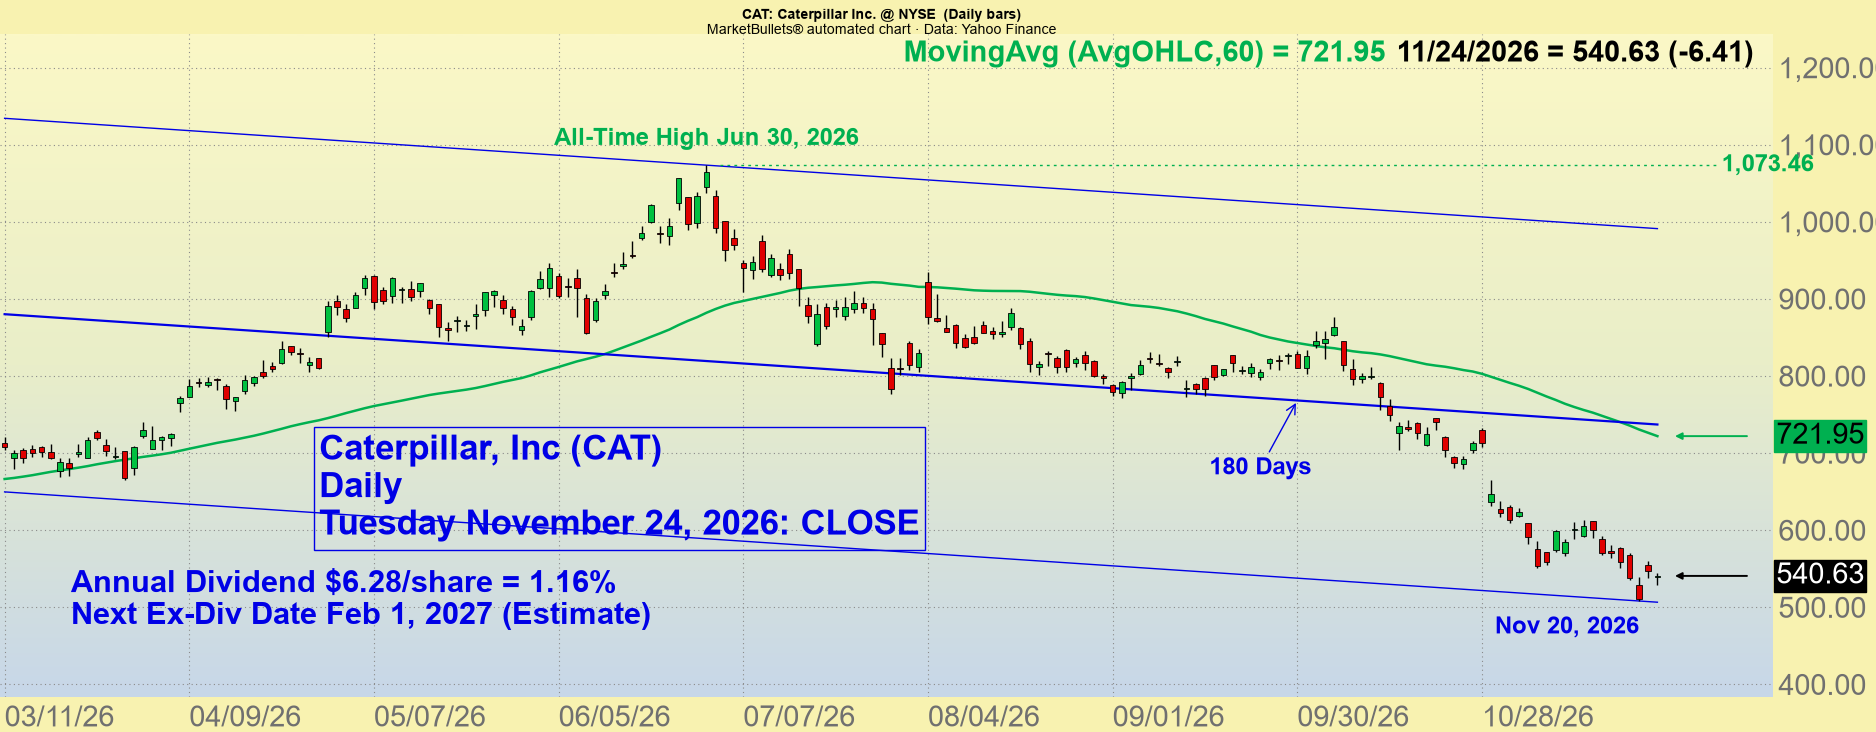 CAT: Caterpillar Inc. @ NYSE (Daily bars)
MarketBullets® automated chart · Data: Yahoo Finance
MovingAvg (AvgOHLC,60) = 721.95 11/24/2026 = 540.63 (-6.41)
1,200.0
All-Time High Jun 30, 2026
1,100.00
1,073.46
1,000.0
900.00
800.00
721.95
700.00
Caterpillar, Inc (CAT)
Daily
Tuesday November 24, 2026: CLOSE
180 Days
600.00
540.63
Annual Dividend $6.28/share = 1.16%
Next Ex-Div Date Feb 1, 2027 (Estimate)
500.00
Nov 20, 2026
400.00
03/11/26 04/09/26 05/07/26 06/05/26 07/07/26 08/04/26 09/01/26 09/30/26 10/28/26